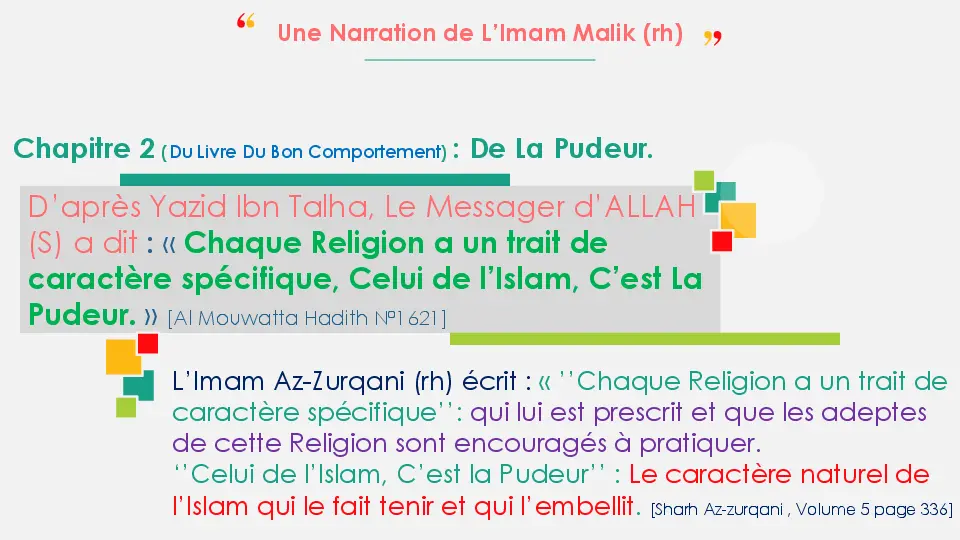 “ Une Narration de L’Imam Malik (rh) ”
Chapitre 2 ( Du Livre Du Bon Comportement) : De La Pudeur.
D’après Yazid Ibn Talha, Le Messager d’ALLAH
(S) a dit : « Chaque Religion a un trait de
caractère spécifique, Celui de l’Islam, C’est La
Pudeur. » [Al Mouwatta Hadith Nº1621]
L’Imam Az-Zurqani (rh) écrit : « ’’Chaque Religion a un trait de
caractère spécifique’’: qui lui est prescrit et que les adeptes
de cette Religion sont encouragés à pratiquer.
‘’Celui de l’Islam, C’est la Pudeur’’ : Le caractère naturel de
l’Islam qui le fait tenir et qui l’embellit. [Sharh Az-zurqani , Volume 5 page 336]